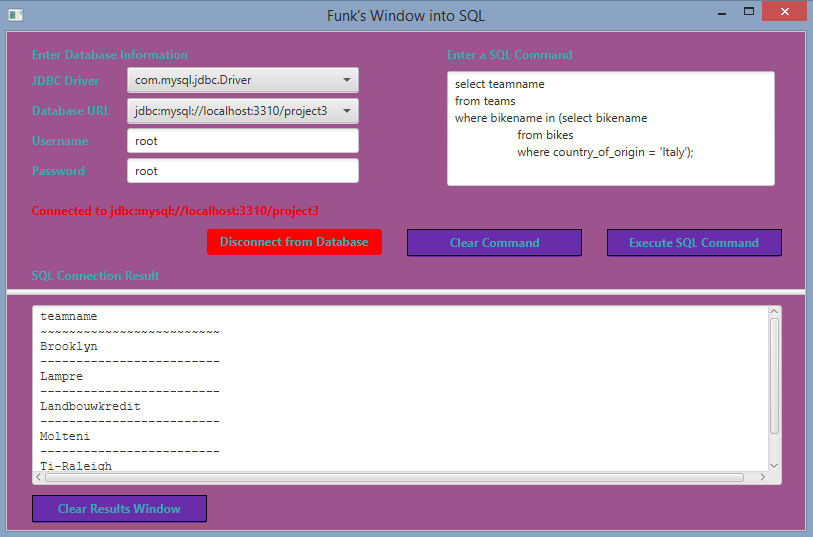 Funk's Window into SQL
Enter Database Information
JDBC Driver
com.mysql.jdbc.Driver
Database URL
jdbc:mysql://localhost:3310/project3
Username
root
Password
root
Enter a SQL Command
select teamname
from teams
where bikename in (select bikename
from bikes
where country_of_origin = 'Italy');
Connected to jdbc:mysql://localhost:3310/project3
Disconnect from Database
Clear Command
Execute SQL Command
SQL Connection Result
teamname
~~~~~~~~~~~~~~~~~~~~~~~~~
Brooklyn
-------------------------
Lampre
-------------------------
Landbouwkredit
-------------------------
Molteni
-------------------------
Ti-Raleigh
Clear Results Window